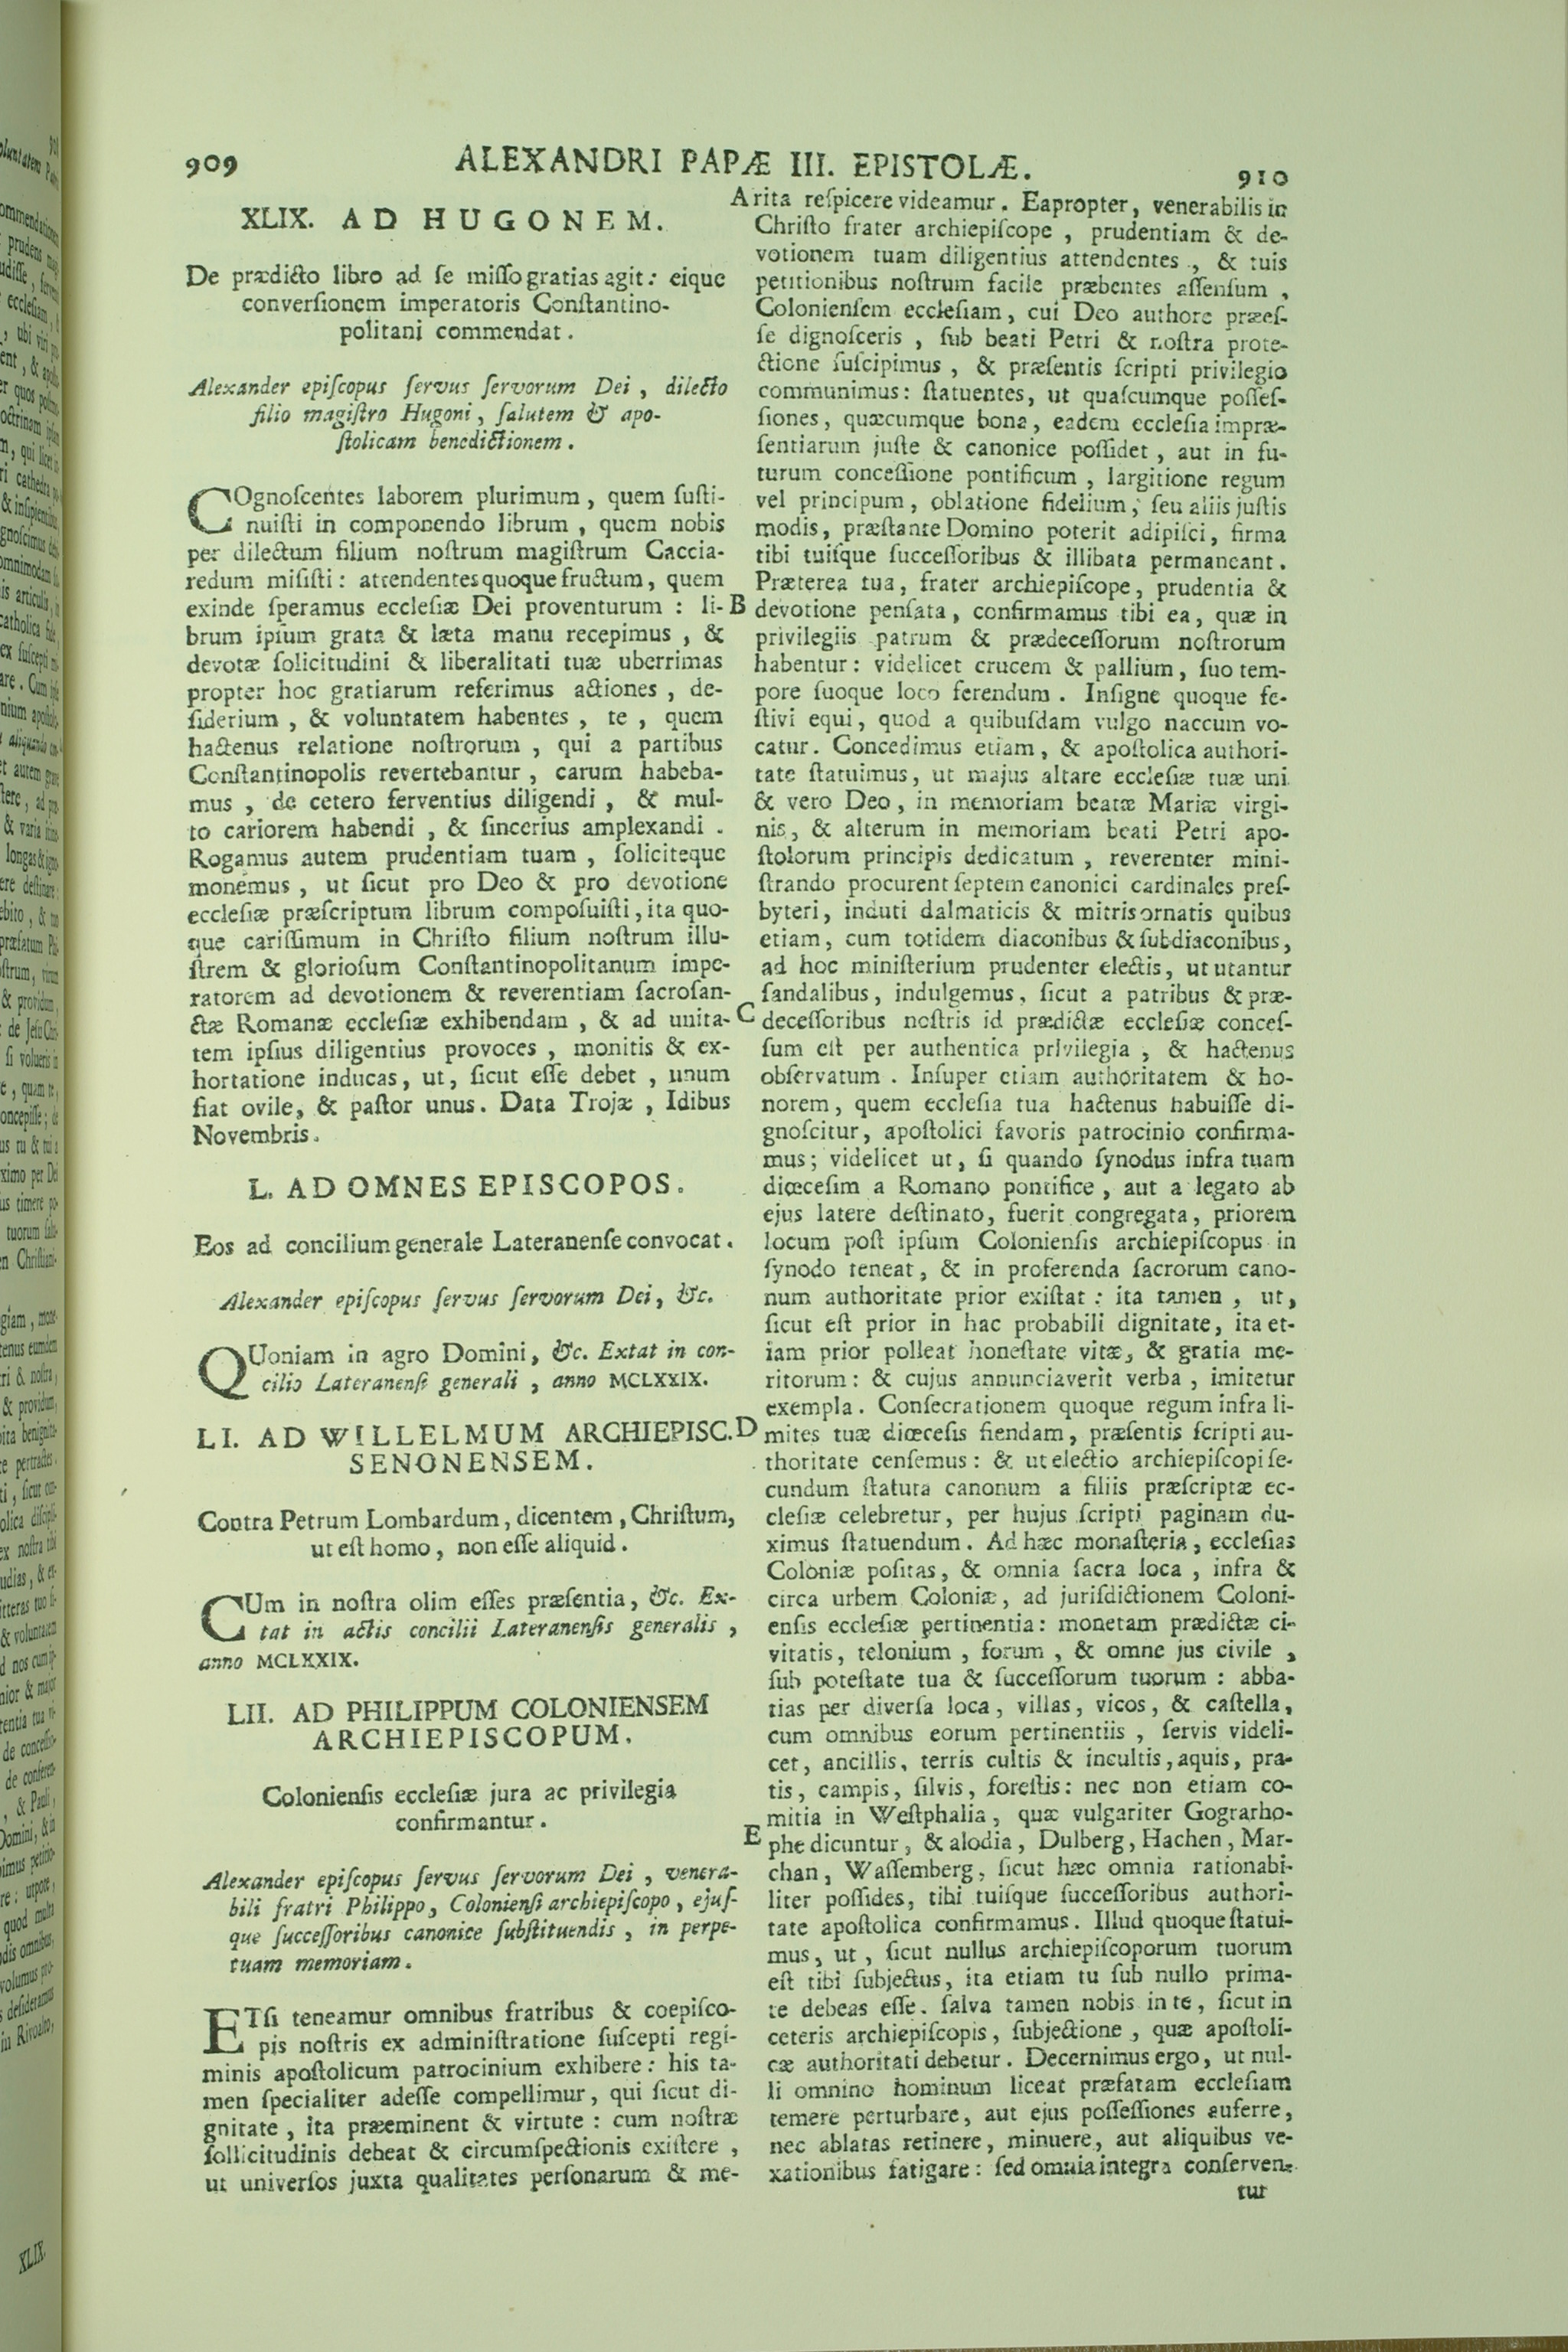 909
ALEXANDRI PAPÆ III. EPISTOLÆ.
910
XLIX. AD HUGONEM.
De prædicto libro ad ſe miſſo gratias agit: eique
converſionem imperatoris Conſtantino-
politani commendat.
Alexander epiſcopus ſervus ſervorum Dei, dilecto
filio magiſtro Hugoni, ſalutem & apo-
ſtolicam benedictionem.
COgnoſcentes laborem plurimum, quem ſuſti-
nuiſti in componendo librum, quem nobis
per dilectum filium noſtrum magiſtrum Caccia-
redum miſiſti: attendentes quoque fructum, quem
exinde ſperamus eccleſiæ Dei proventurum: li-
brum ipſum grata & læta manu recepimus, &
devotæ ſolicitudini & liberalitati tuæ uberrimas
propter hoc gratiarum referimus actiones, de-
ſiderium, & voluntatem habentes, te, quem
hactenus relatione noſtrorum, qui a partibus
Conſtantinopolis revertebantur, carum habeba-
mus, de cetero ferventius diligendi, & mul-
to cariorem habendi, & ſincerius amplexandi.
Rogamus autem prudentiam tuam, ſoliciteque
monemus, ut ſicut pro Deo & pro devotione
eccleſiæ præſcriptum librum compoſuiſti, ita quo-
que cariſſimum in Chriſto filium noſtrum illu-
ſtrem & glorioſum Conſtantinopolitanum impe-
ratorem ad devotionem & reverentiam ſacroſan-
ctæ Romanæ eccleſiæ exhibendam, & ad unita-
tem ipſius diligentius provoces, monitis & ex-
hortatione inducas, ut, ſicut eſſe debet, unum
fiat ovile, & paſtor unus. Data Trojæ, Idibus
Novembris.
L. AD OMNES EPISCOPOS.
Eos ad concilium generale Lateranenſe convocat.
Alexander epiſcopus ſervus ſervorum Dei, &c.
QUoniam in agro Domini, &c. Extat in con-
cilio Lateranenſi generali, anno MCLXXIX.
LI. AD WILLELMUM ARCHIEPISC.
SENONENSEM.
Contra Petrum Lombardum, dicentem, Chriſtum,
ut eſt homo, non eſſe aliquid.
CUm in noſtra olim eſſes præſentia, &c. Ex-
tat in actis concilii Lateranenſis generalis,
anno MCLXXIX.
LII. AD PHILIPPUM COLONIENSEM
ARCHIEPISCOPUM.
Colonienſis eccleſiæ jura ac privilegia
confirmantur.
Alexander epiſcopus ſervus ſervorum Dei, venera-
bili fratri Philippo, Colonienſi archiepiſcopo, ejuſ-
que ſucceſſoribus canonice ſubſtituendis, in perpe-
tuam memoriam.
ETſi teneamur omnibus fratribus & coepiſco-
pis noſtris ex adminiſtratione ſuſcepti regi-
minis apoſtolicum patrocinium exhibere: his ta-
men ſpecialiter adeſſe compellimur, qui ſicut di-
gnitate, ita præeminent & virtute: cum noſtræ
ſollicitudinis debeat & circumſpectionis exiſtere,
ut univerſos juxta qualitates perſonarum & me-
A rita reſpicere videamur. Eapropter, venerabilis in
Chriſto frater archiepiſcope, prudentiam & de-
votionem tuam diligentius attendentes, & tuis
petitionibus noſtrum facile præbentes aſſenſum,
Colonienſem eccleſiam, cui Deo authore præeſ-
ſe dignoſceris, ſub beati Petri & noſtra prote-
ctione ſuſcipimus, & præſentis ſcripti privilegio
communimus: ſtatuentes, ut quaſcumque poſſeſ-
ſiones, quæcumque bona, eadem eccleſia impræ-
ſentiarum juſte & canonice poſſidet, aut in fu-
turum conceſſione pontificum, largitione regum
vel principum, oblatione fidelium, ſeu aliis juſtis
modis, præſtante Domino poterit adipiſci, firma
tibi tuiſque ſucceſſoribus & illibata permaneant.
Præterea tua, frater archiepiſcope, prudentia &
B devotione penſata, confirmamus tibi ea, quæ in
privilegiis patrum & prædeceſſorum noſtrorum
habentur: videlicet crucem & pallium, ſuo tem-
pore ſuoque loco ferendum. Inſigne quoque fe-
ſtivi equi, quod a quibuſdam vulgo naccum vo-
catur. Concedimus etiam, & apoſtolica authori-
tate ſtatuimus, ut majus altare eccleſiæ tuæ uni
& vero Deo, in memoriam beatæ Mariæ virgi-
nis, & alterum in memoriam beati Petri apo-
ſtolorum principis dedicatum, reverenter mini-
ſtrando procurent ſeptem canonici cardinales preſ-
byteri, induti dalmaticis & mitris ornatis quibus
etiam, cum totidem diaconibus & ſubdiaconibus,
ad hoc miniſterium prudenter electis, ut utantur
C ſandalibus, indulgemus, ſicut a patribus & præ-
deceſſoribus noſtris id prædictæ eccleſiæ conceſ-
ſum eſt per authentica privilegia, & hactenus
obſervatum. Inſuper etiam authoritatem & ho-
norem, quem eccleſia tua hactenus habuiſſe di-
gnoſcitur, apoſtolici favoris patrocinio confirma-
mus; videlicet ut, ſi quando ſynodus infra tuam
diœceſim a Romano pontifice, aut a legato ab
ejus latere deſtinato, fuerit congregata, priorem
locum poſt ipſum Colonienſis archiepiſcopus in
ſynodo teneat, & in proferenda ſacrorum cano-
num authoritate prior exiſtat: ita tamen, ut,
ſicut eſt prior in hac probabili dignitate, ita et-
iam prior polleat honeſtate vitæ, & gratia me-
ritorum: & cujus annunciaverit verba, imitetur
exempla. Conſecrationem quoque regum infra li-
D mites tuæ diœceſis fiendam, præſentis ſcripti au-
thoritate cenſemus: & ut electio archiepiſcopi ſe-
cundum ſtatuta canonum a filiis præſcriptæ ec-
cleſiæ celebretur, per hujus ſcripti paginam du-
ximus ſtatuendum. Ad hæc monaſteria, eccleſias
Coloniæ poſitas, & omnia ſacra loca, infra &
circa urbem Coloniæ, ad juriſdictionem Coloni-
enſis eccleſiæ pertinentia: monetam prædictæ ci-
vitatis, telonium, forum, & omne jus civile,
ſub poteſtate tua & ſucceſſorum tuorum: abba-
tias per diverſa loca, villas, vicos, & caſtella,
cum omnibus eorum pertinentiis, ſervis videli-
cet, ancillis, terris cultis & incultis, aquis, pra-
tis, campis, ſilvis, foreſtis: nec non etiam co-
mitia in Weſtphalia, quæ vulgariter Gograrho-
E phe dicuntur, & alodia, Dulberg, Hachen, Mar-
chan, Waſſemberg, ſicut hæc omnia rationabi-
liter poſſides, tibi tuiſque ſucceſſoribus authori-
tate apoſtolica confirmamus. Illud quoque ſtatui-
mus, ut, ſicut nullus archiepiſcoporum tuorum
eſt tibi ſubjectus, ita etiam tu ſub nullo prima-
te debeas eſſe. ſalva tamen nobis in te, ſicut in
ceteris archiepiſcopis, ſubjectione, quæ apoſtoli-
cæ authoritati debetur. Decernimus ergo, ut nul-
li omnino hominum liceat præfatam eccleſiam
temere perturbare, aut ejus poſſeſſiones auferre,
nec ablatas retinere, minuere, aut aliquibus ve-
xationibus fatigare: ſed omnia integra conſerven-
tur
XLIX.